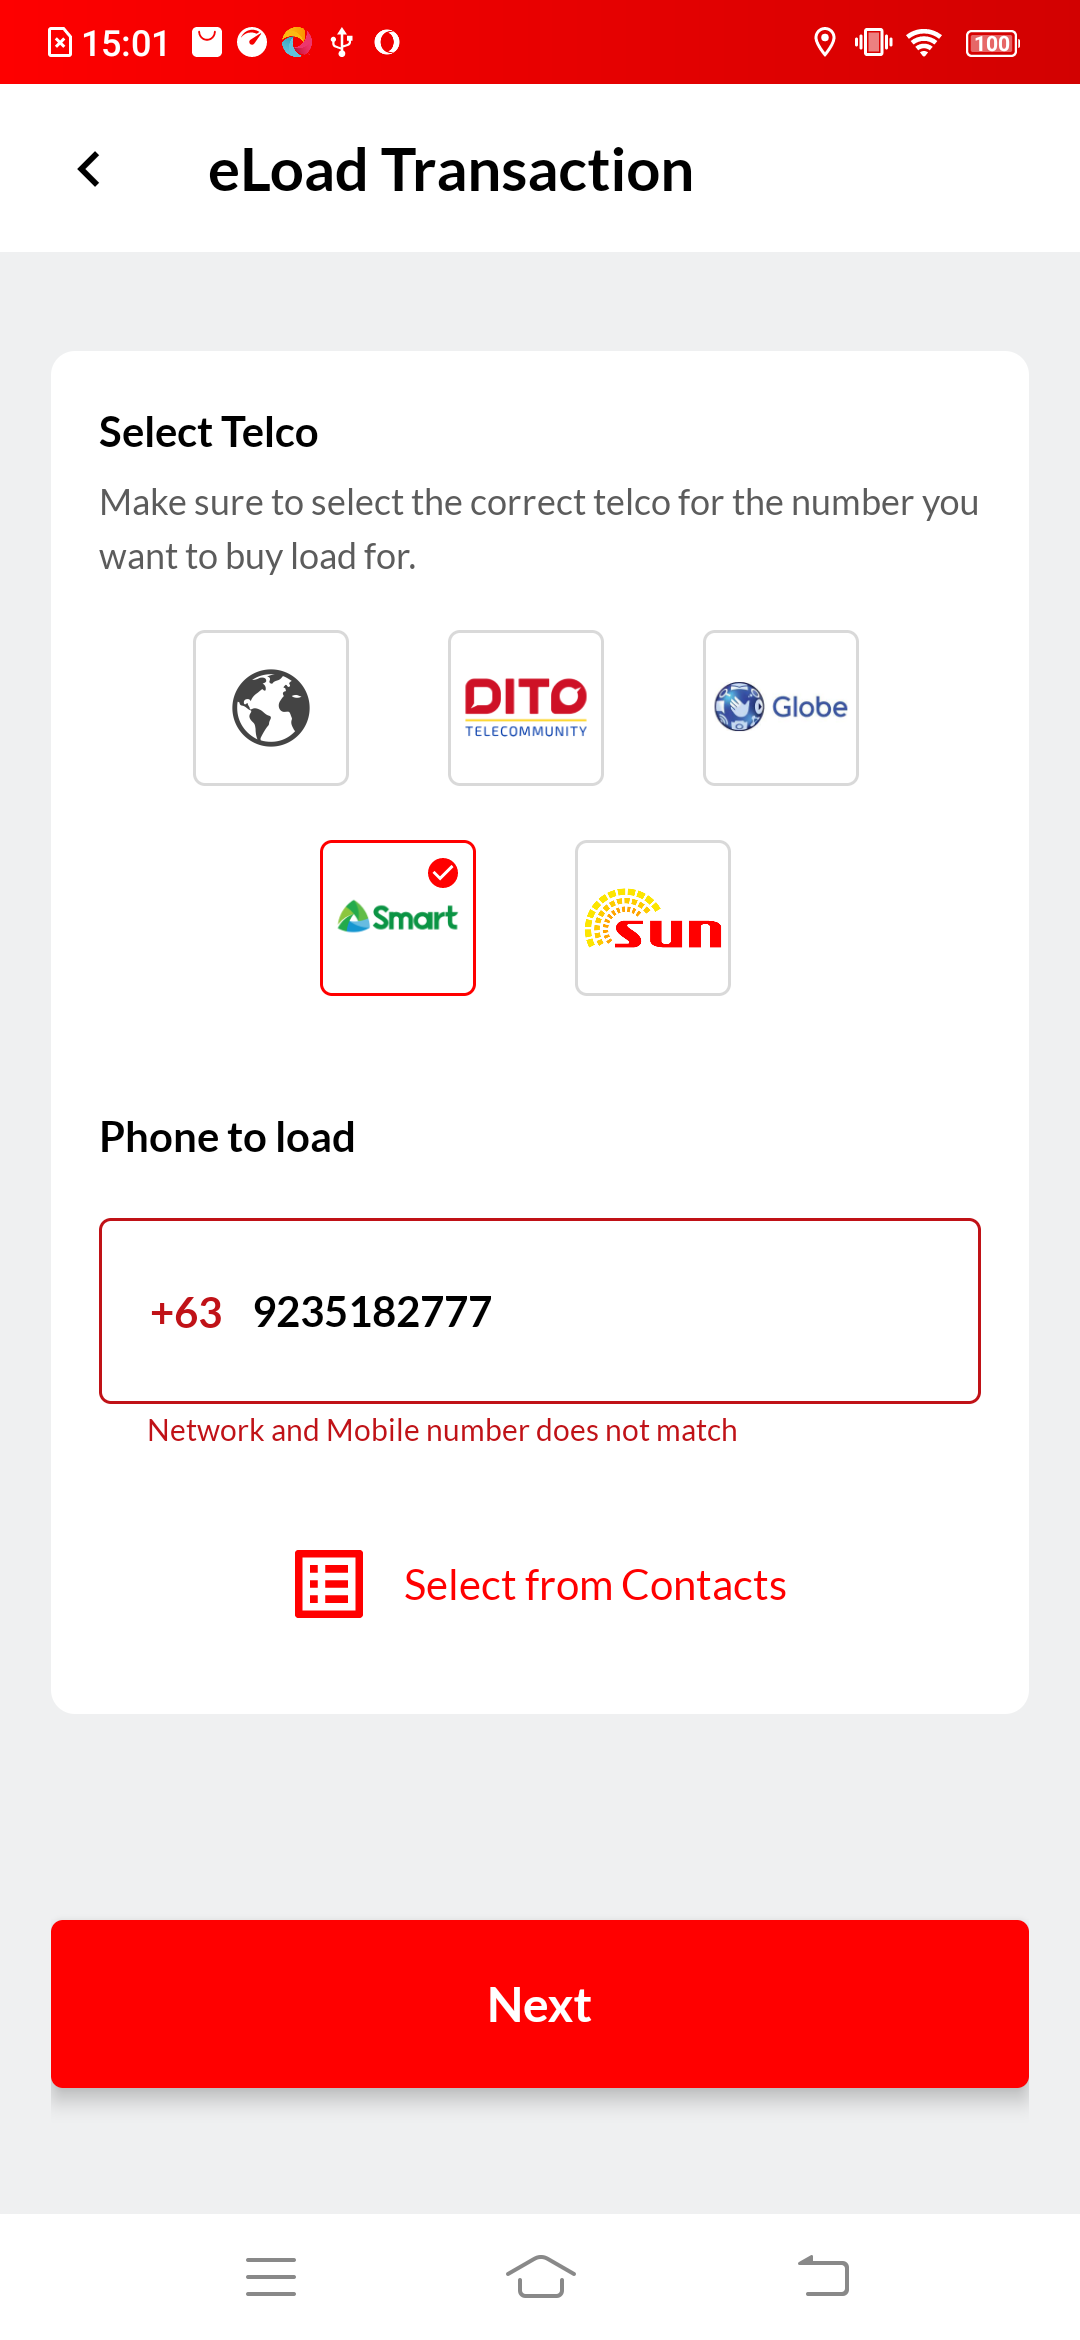 15:01
100
eLoad Transaction
Select Telco
Make sure to select the correct telco for the number you
want to buy load for.
DITO
TELECOMMUNITY
Globe
Smart
sun
Phone to load
+63 9235182777
Network and Mobile number does not match
Select from Contacts
Next